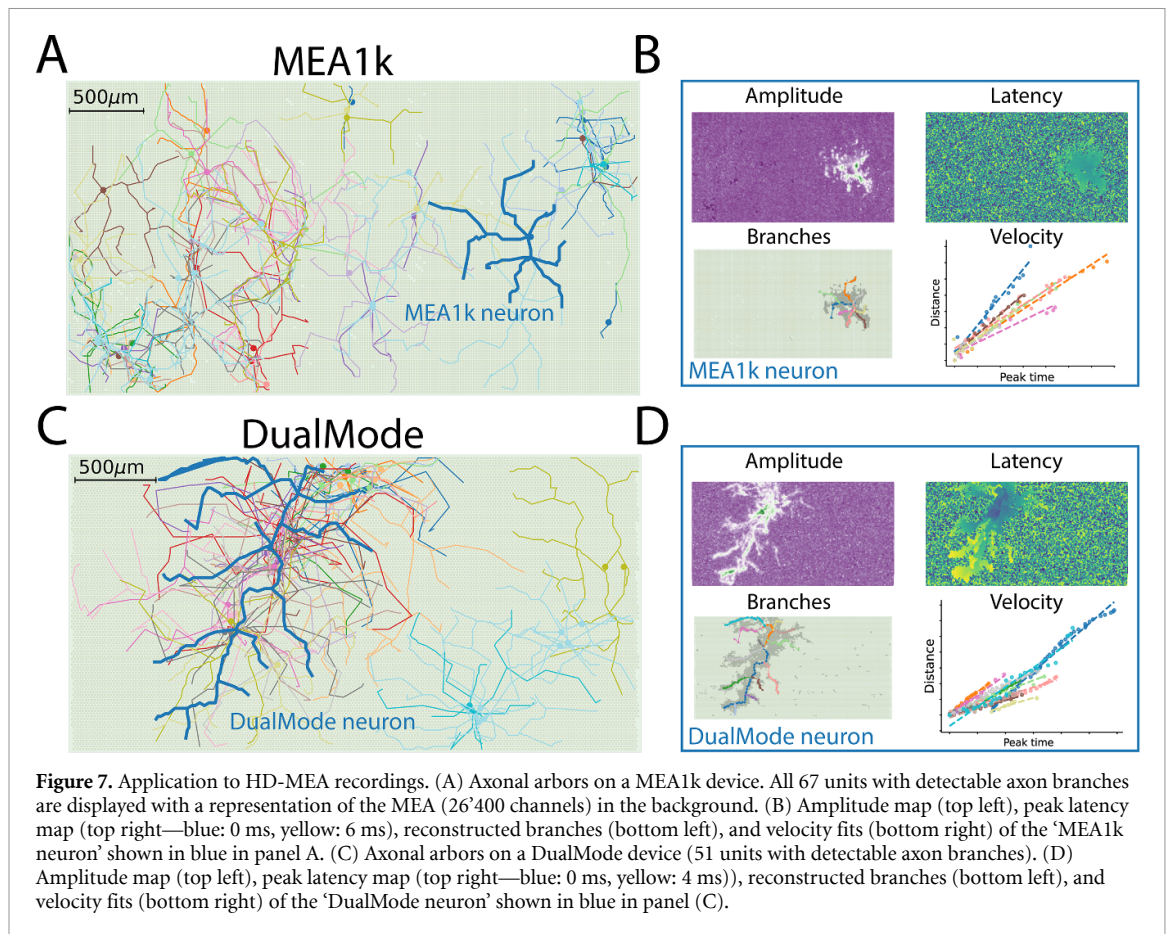 A
MEA1k
500μm
MEA1k neuron
B
Amplitude
Latency
Branches
Velocity
Distance
Peak time
MEA1k neuron
C
DualMode
500μm
DualMode neuron
D
Amplitude
Latency
Branches
Velocity
Distance
Peak time
DualMode neuron
Figure 7. Application to HD-MEA recordings. (A) Axonal arbors on a MEA1k device. All 67 units with detectable axon branches
are displayed with a representation of the MEA (26'400 channels) in the background. (B) Amplitude map (top left), peak latency
map (top right—blue: 0 ms, yellow: 6 ms), reconstructed branches (bottom left), and velocity fits (bottom right) of the ‘MEA1k
neuron’ shown in blue in panel A. (C) Axonal arbors on a DualMode device (51 units with detectable axon branches). (D)
Amplitude map (top left), peak latency map (top right—blue: 0 ms, yellow: 4 ms)), reconstructed branches (bottom left), and
velocity fits (bottom right) of the ‘DualMode neuron’ shown in blue in panel (C).